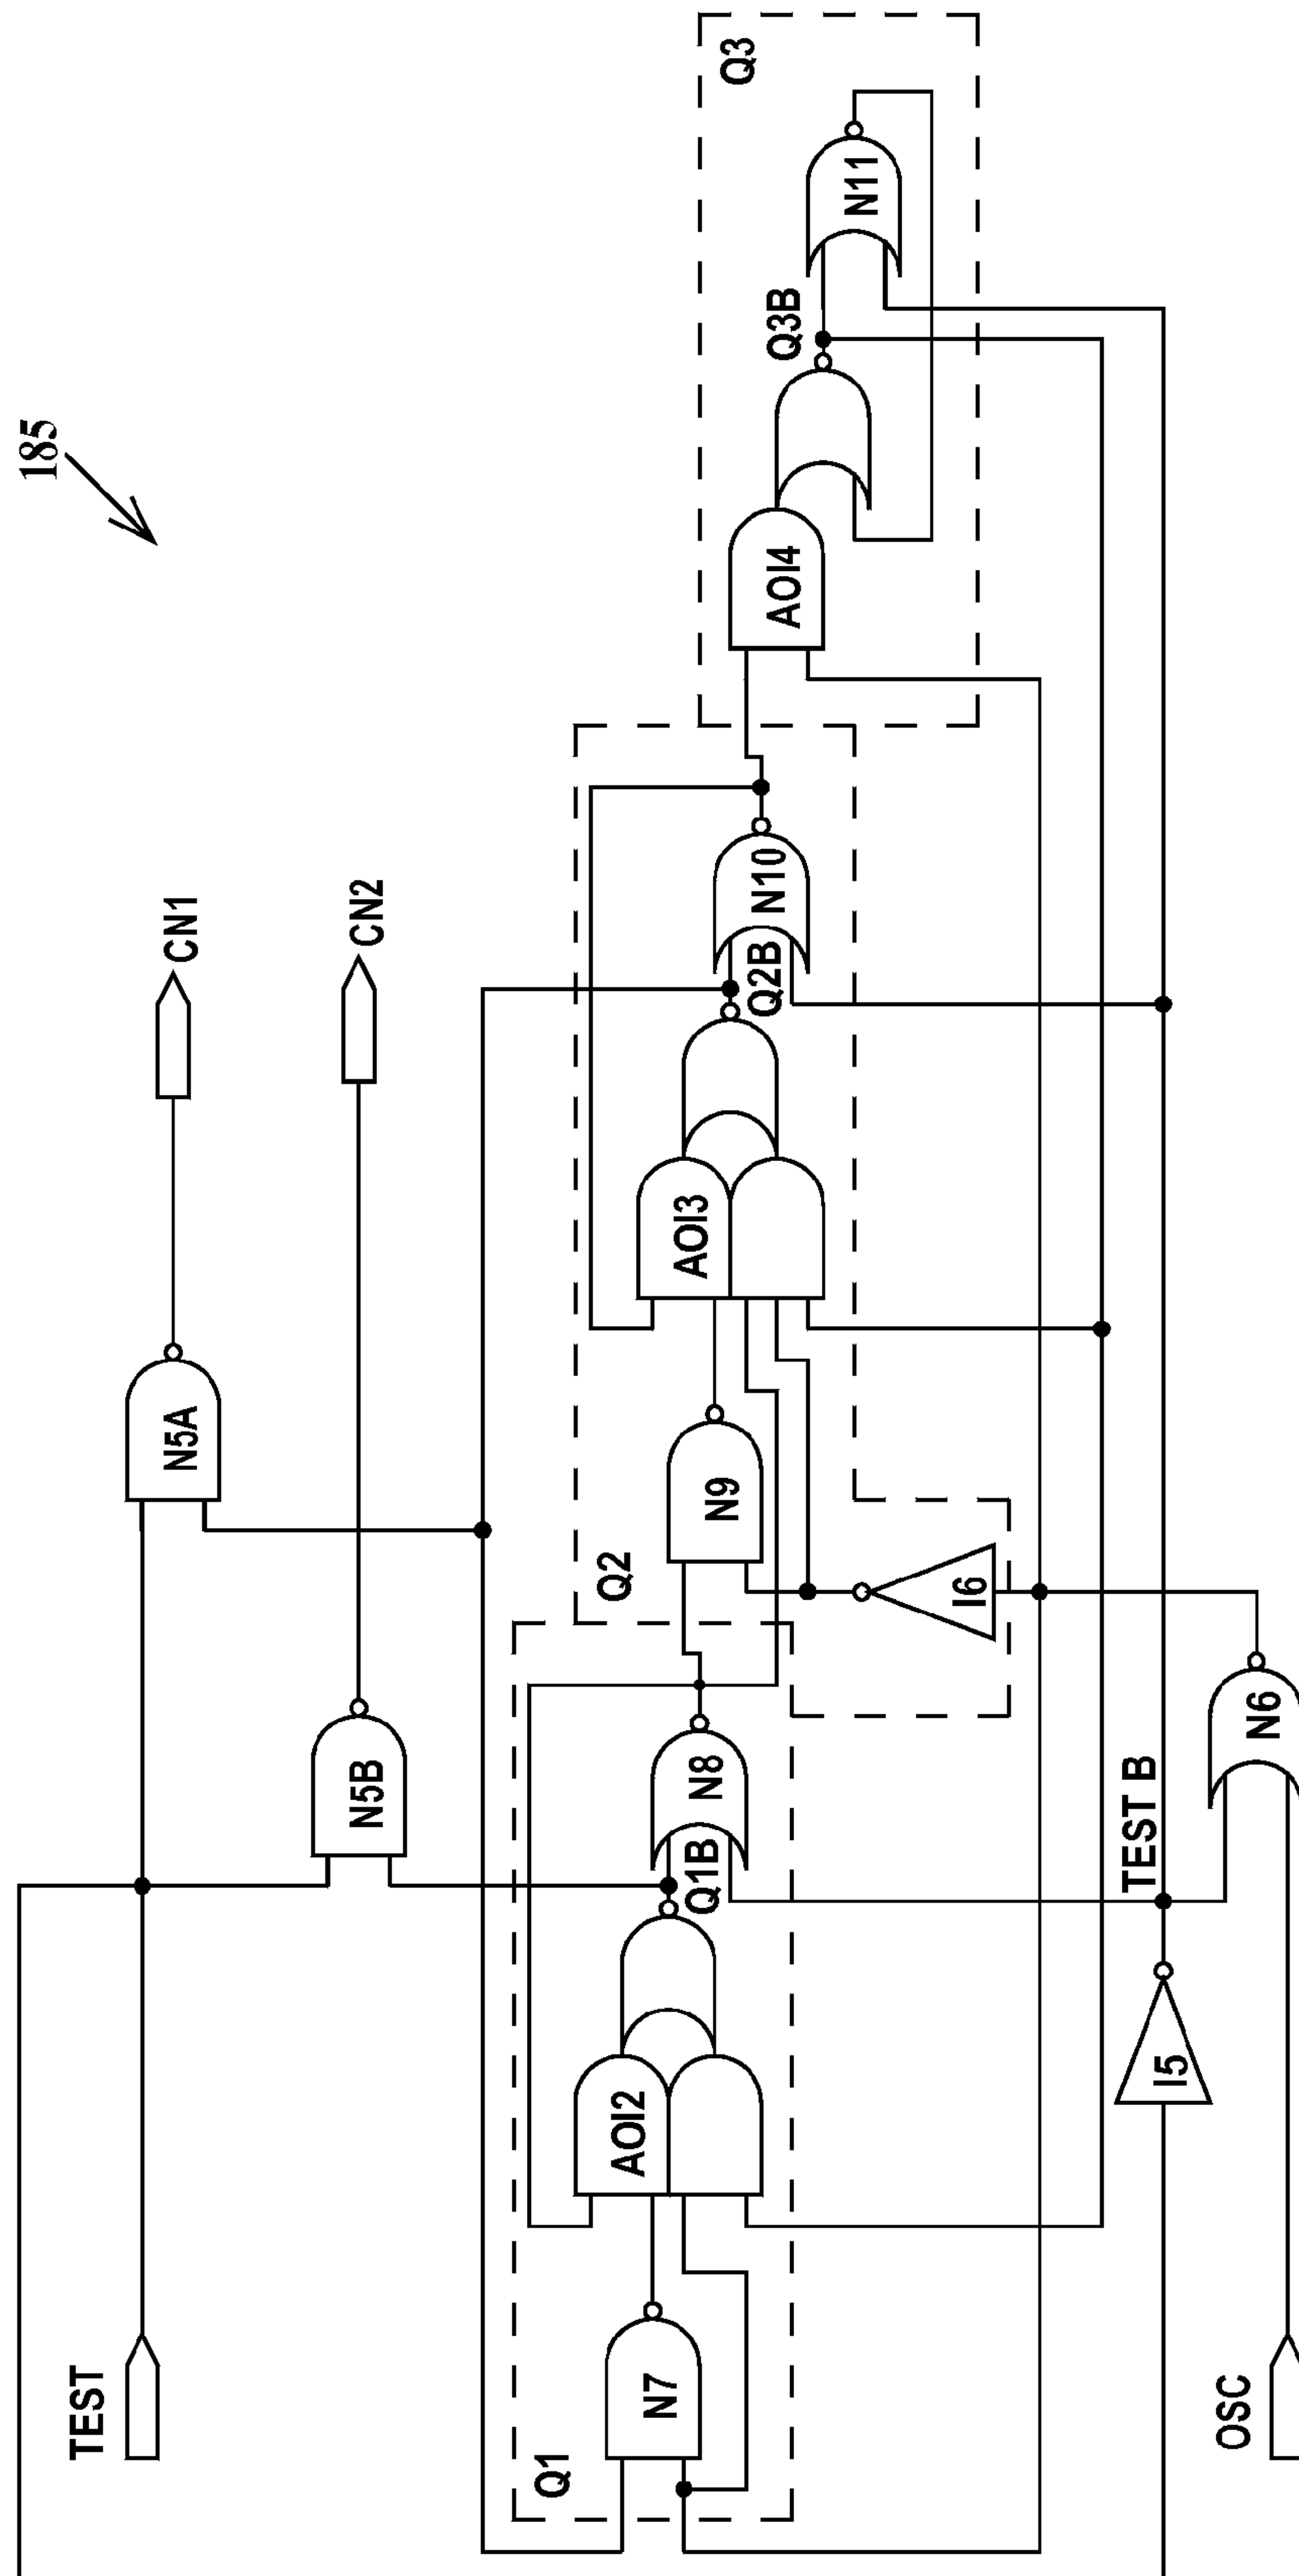 185
TEST
N5B
N5A
CN1
CN2
Q1
N7
AOI2
Q1B
N8
Q2
N9
AOI3
Q2B
N10
AOI4
Q3B
N11
Q3
I6
I5
TEST B
N6
OSC